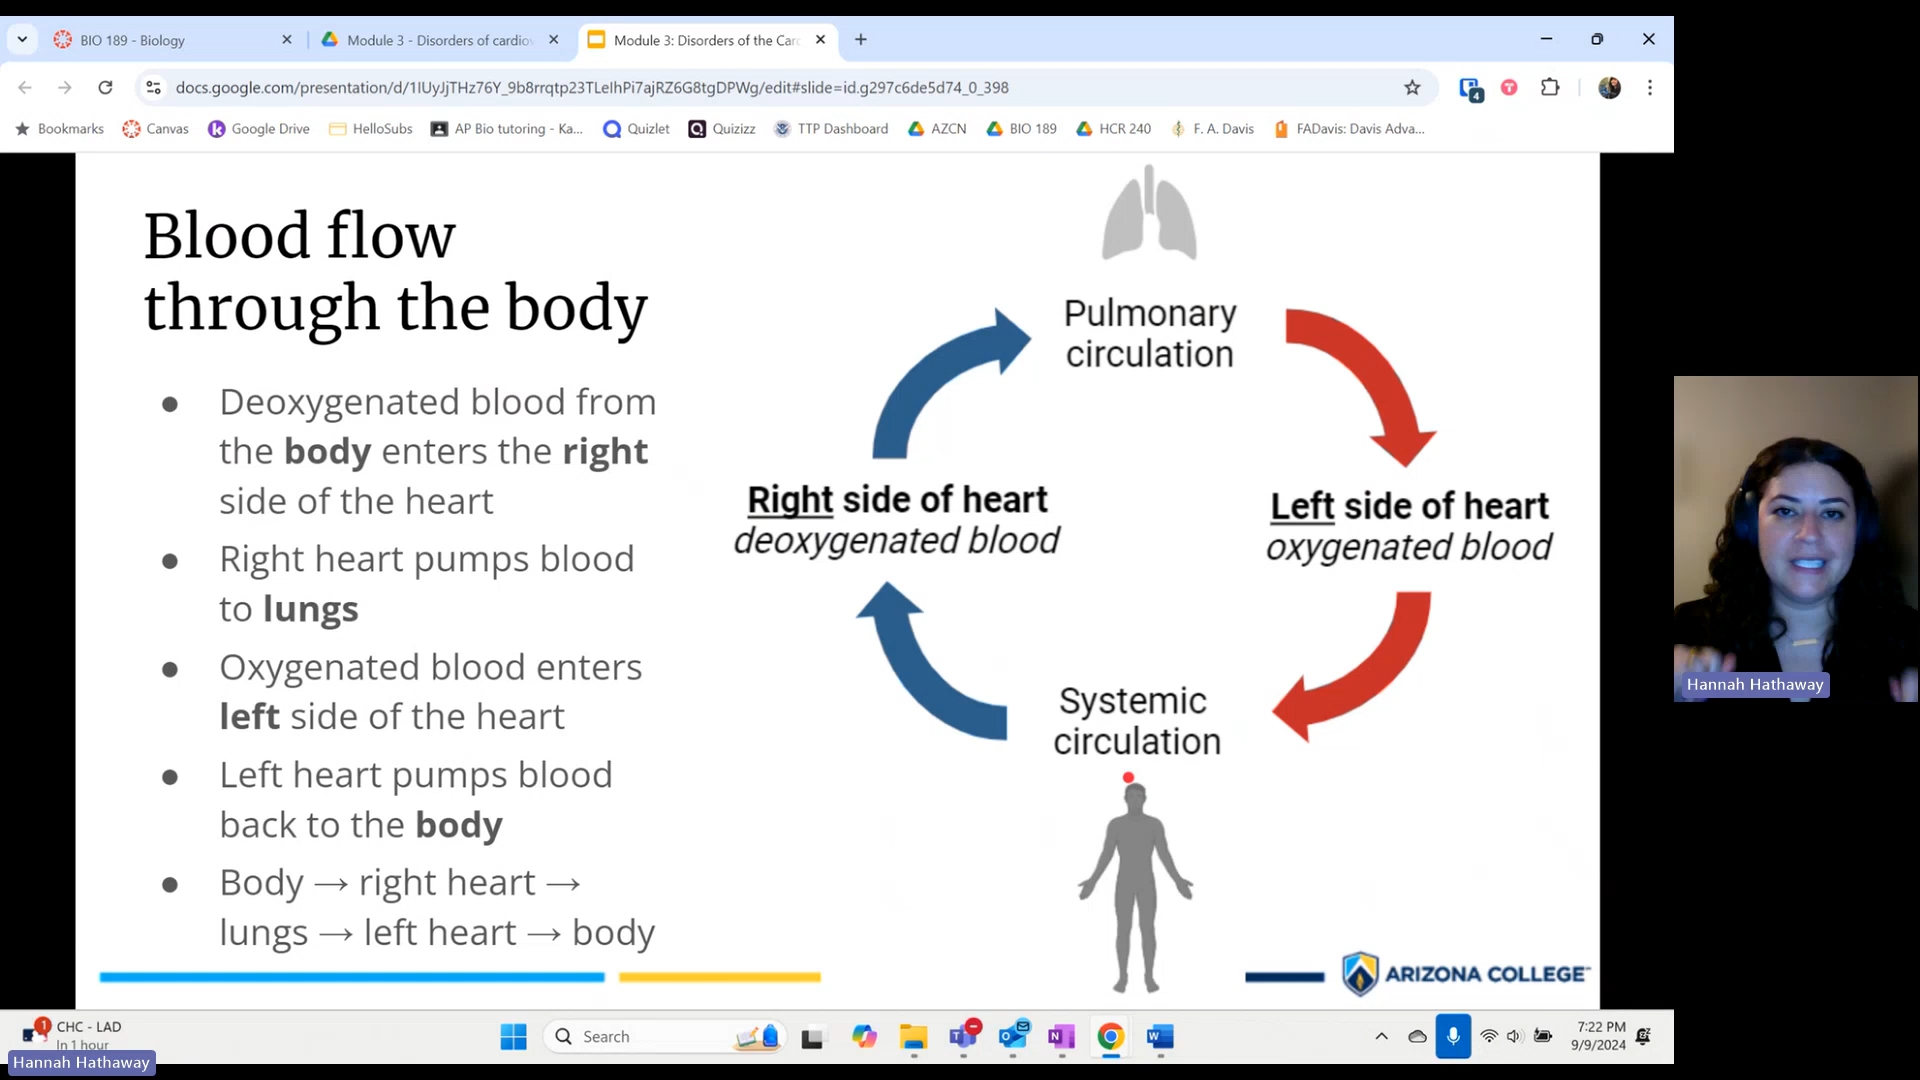 BIO 189 - Biology
Module 3 - Disorders of cardiov
Module 3: Disorders of the Car
docs.google.com/presentation/d/1IUyJjTHz76Y_9b8rrqtp23TLeIhPi7ajRZ6G8tgDPWg/edit#slide=id.g297c6de5d74_0_398
4
Bookmarks
Canvas
Google Drive
HelloSubs
AP Bio tutoring - Ka...
Quizlet
Quizizz
TTP Dashboard
AZCN
BIO 189
HCR 240
F. A. Davis
FADavis: Davis Adva...
Blood flow
through the body
● Deoxygenated blood from
the body enters the right
side of the heart
● Right heart pumps blood
to lungs
● Oxygenated blood enters
left side of the heart
● Left heart pumps blood
back to the body
● Body → right heart →
lungs → left heart → body
Pulmonary
circulation
Right side of heart
deoxygenated blood
Left side of heart
oxygenated blood
Systemic
circulation
ARIZONA COLLEGE
Hannah Hathaway
1
CHC - LAD
In 1 hour
Search
7:22 PM
9/9/2024
Hannah Hathaway